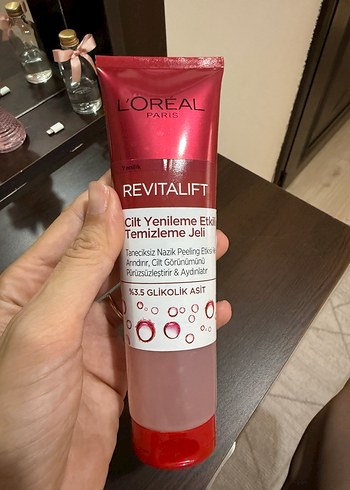 L'ORÉAL
PARIS
REVITALIFT
Cilt Yenileme Etkili
Temizleme Jeli
Taneciksiz Nazik Peeling Etkisi
Arındırır, Cilt Görünümünü
Pürüzsüzleştirir & Aydınlatır
%3.5 GLİKOLİK ASİT